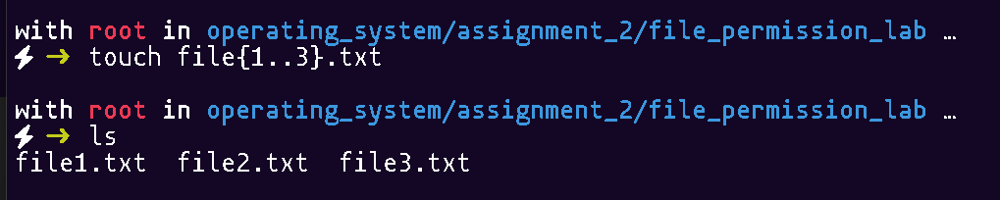 with root in operating_system/assignment_2/file_permission_lab …
⚡ ➜ touch file{1..3}.txt
with root in operating_system/assignment_2/file_permission_lab …
⚡ ➜ ls
file1.txt  file2.txt  file3.txt